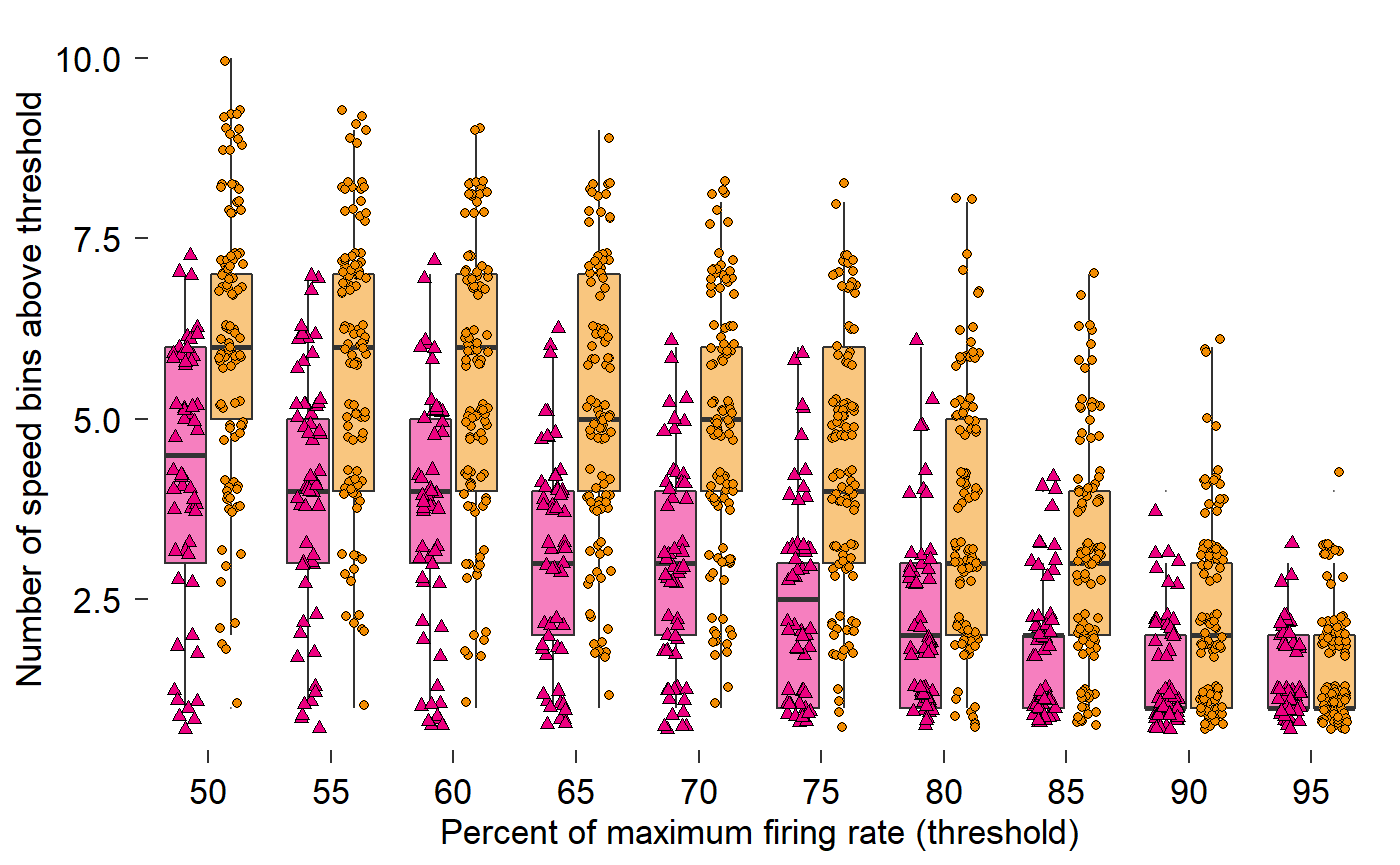 Number of speed bins above threshold
10.0
7.5
5.0
2.5
50 55 60 65 70 75 80 85 90 95
Percent of maximum firing rate (threshold)